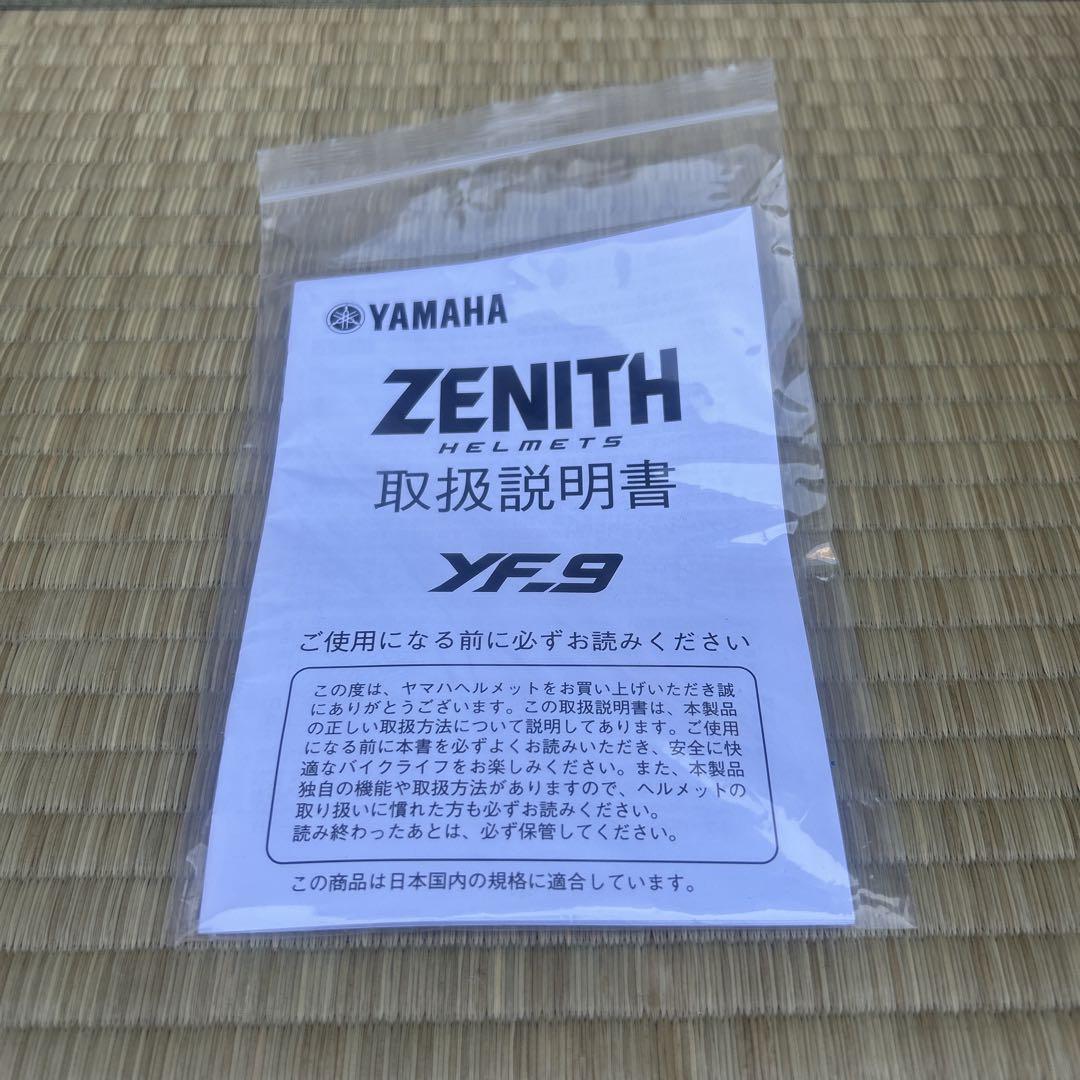 YAMAHA
ZENITH
HELMETS
取扱説明書
YF-9
ご使用になる前に必ずお読みください
この度は、ヤマハヘルメットをお買い上げいただき誠
にありがとうございます。この取扱説明書は、本製品
の正しい取扱方法について説明してあります。ご使用
になる前に本書を必ずよくお読みいただき、安全に快
適なバイクライフをお楽しみください。また、本製品
独自の機能や取扱方法がありますので、ヘルメットの
取り扱いに慣れた方も必ずお読みください。
読み終わったあとは、必ず保管してください。
この商品は日本国内の規格に適合しています。